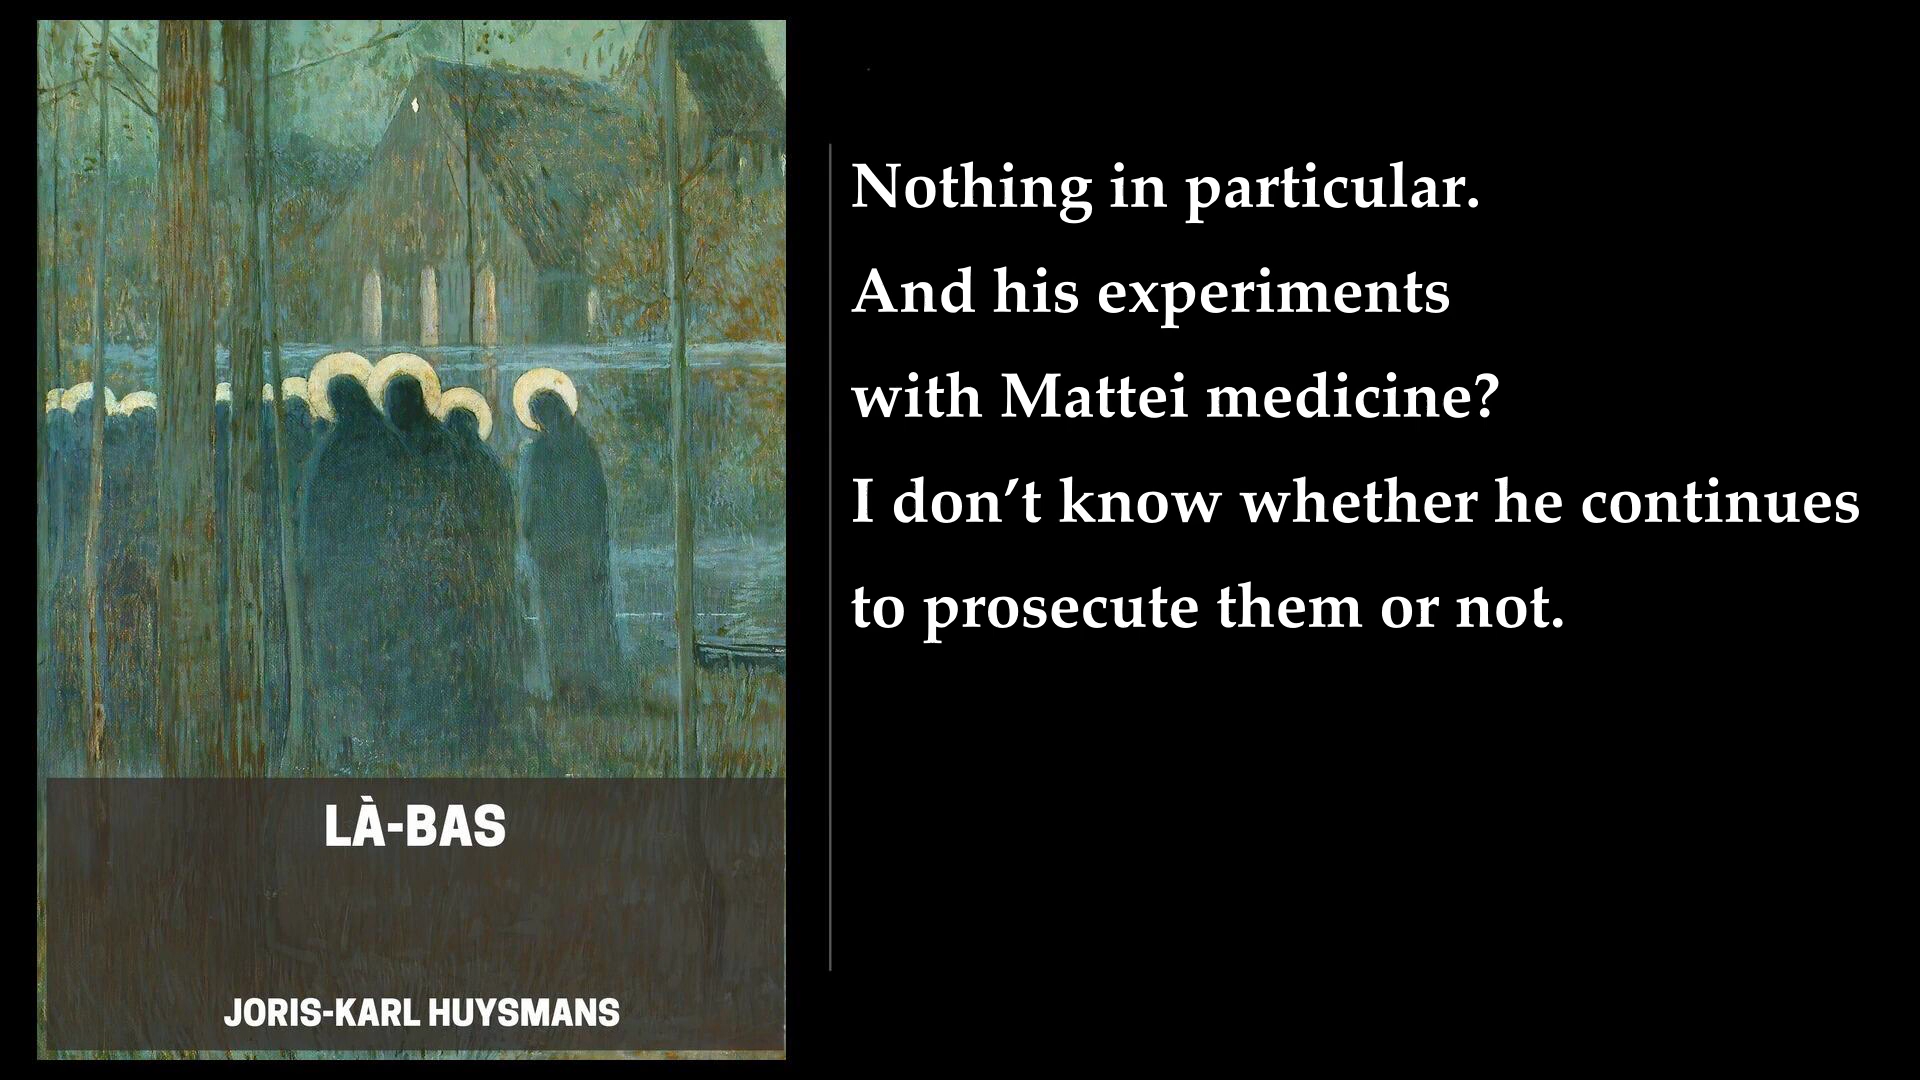 LÀ-BAS
JORIS-KARL HUYSMANS
Nothing in particular.
And his experiments
with Mattei medicine?
I don’t know whether he continues
to prosecute them or not.